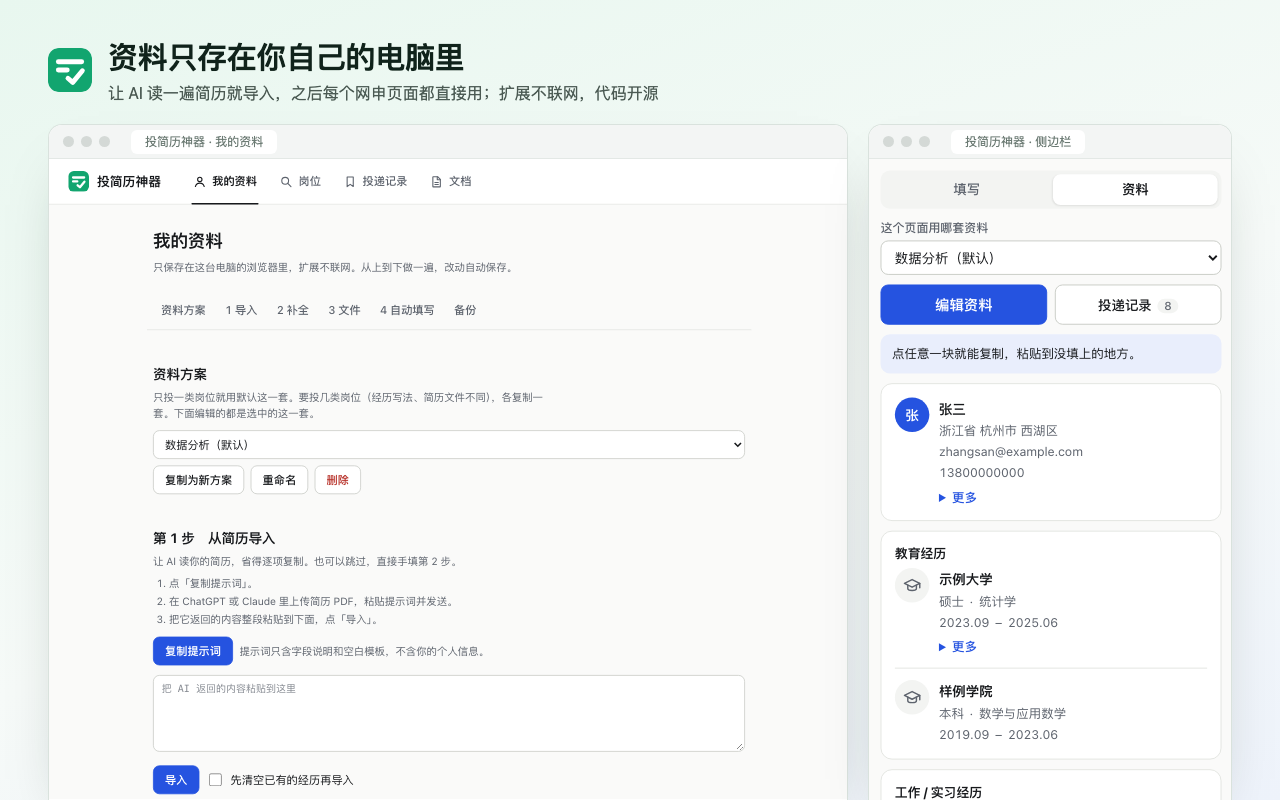 资料只存在你自己的电脑里
让 AI 读一遍简历就导入，之后每个网申页面都直接用；扩展不联网，代码开源
投简历神器 · 我的资料
投简历神器
我的资料
岗位
投递记录
文档
我的资料
只保存在这台电脑的浏览器里，扩展不联网。从上到下做一遍，改动自动保存。
资料方案
1 导入
2 补全
3 文件
4 自动填写
备份
资料方案
只投一类岗位就用默认这一套。要投几类岗位（经历写法、简历文件不同），各复制一
套。下面编辑的都是选中的这一套。
数据分析（默认）
复制为新方案
重命名
删除
第 1 步 从简历导入
让 AI 读你的简历，省得逐项复制。也可以跳过，直接手填第 2 步。
1. 点「复制提示词」。
2. 在 ChatGPT 或 Claude 里上传简历 PDF，粘贴提示词并发送。
3. 把它返回的内容整段粘贴到下面，点「导入」。
复制提示词
提示词只含字段说明和空白模板，不含你的个人信息。
把 AI 返回的内容粘贴到这里
导入
先清空已有的经历再导入
投简历神器 · 侧边栏
填写
资料
这个页面用哪套资料
数据分析（默认）
编辑资料
投递记录 8
点任意一块就能复制，粘贴到没填上的地方。
张
张三
浙江省 杭州市 西湖区
zhangsan@example.com
13800000000
更多
教育经历
示例大学
硕士 · 统计学
2023.09 – 2025.06
更多
样例学院
本科 · 数学与应用数学
2019.09 – 2023.06
工作 / 实习经历